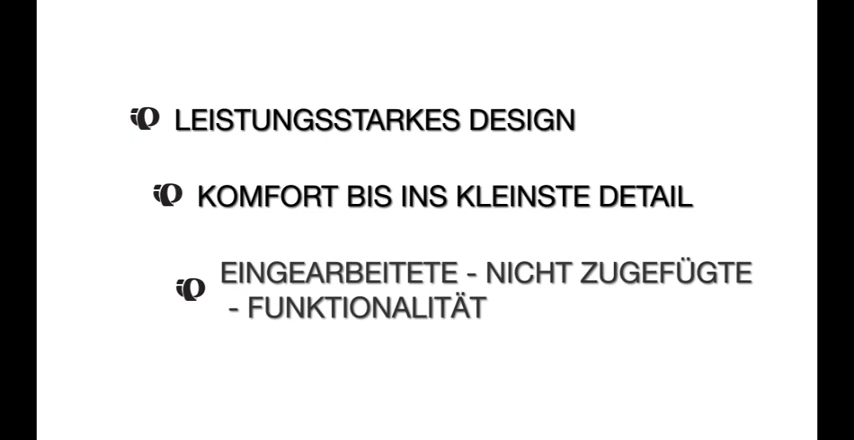 LEISTUNGSSTARKES DESIGN
KOMFORT BIS INS KLEINSTE DETAIL
EINGEARBEITETE - NICHT ZUGEFÜGTE
- FUNKTIONALITÄT